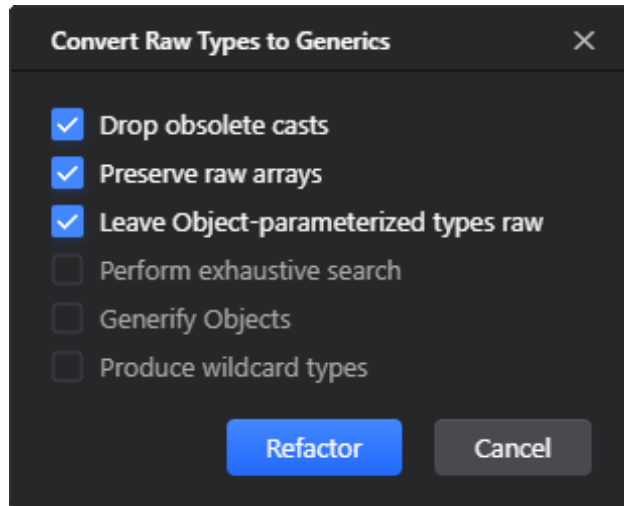 Convert Raw Types to Generics
Drop obsolete casts
Preserve raw arrays
Leave Object-parameterized types raw
Perform exhaustive search
Generify Objects
Produce wildcard types
Refactor Cancel